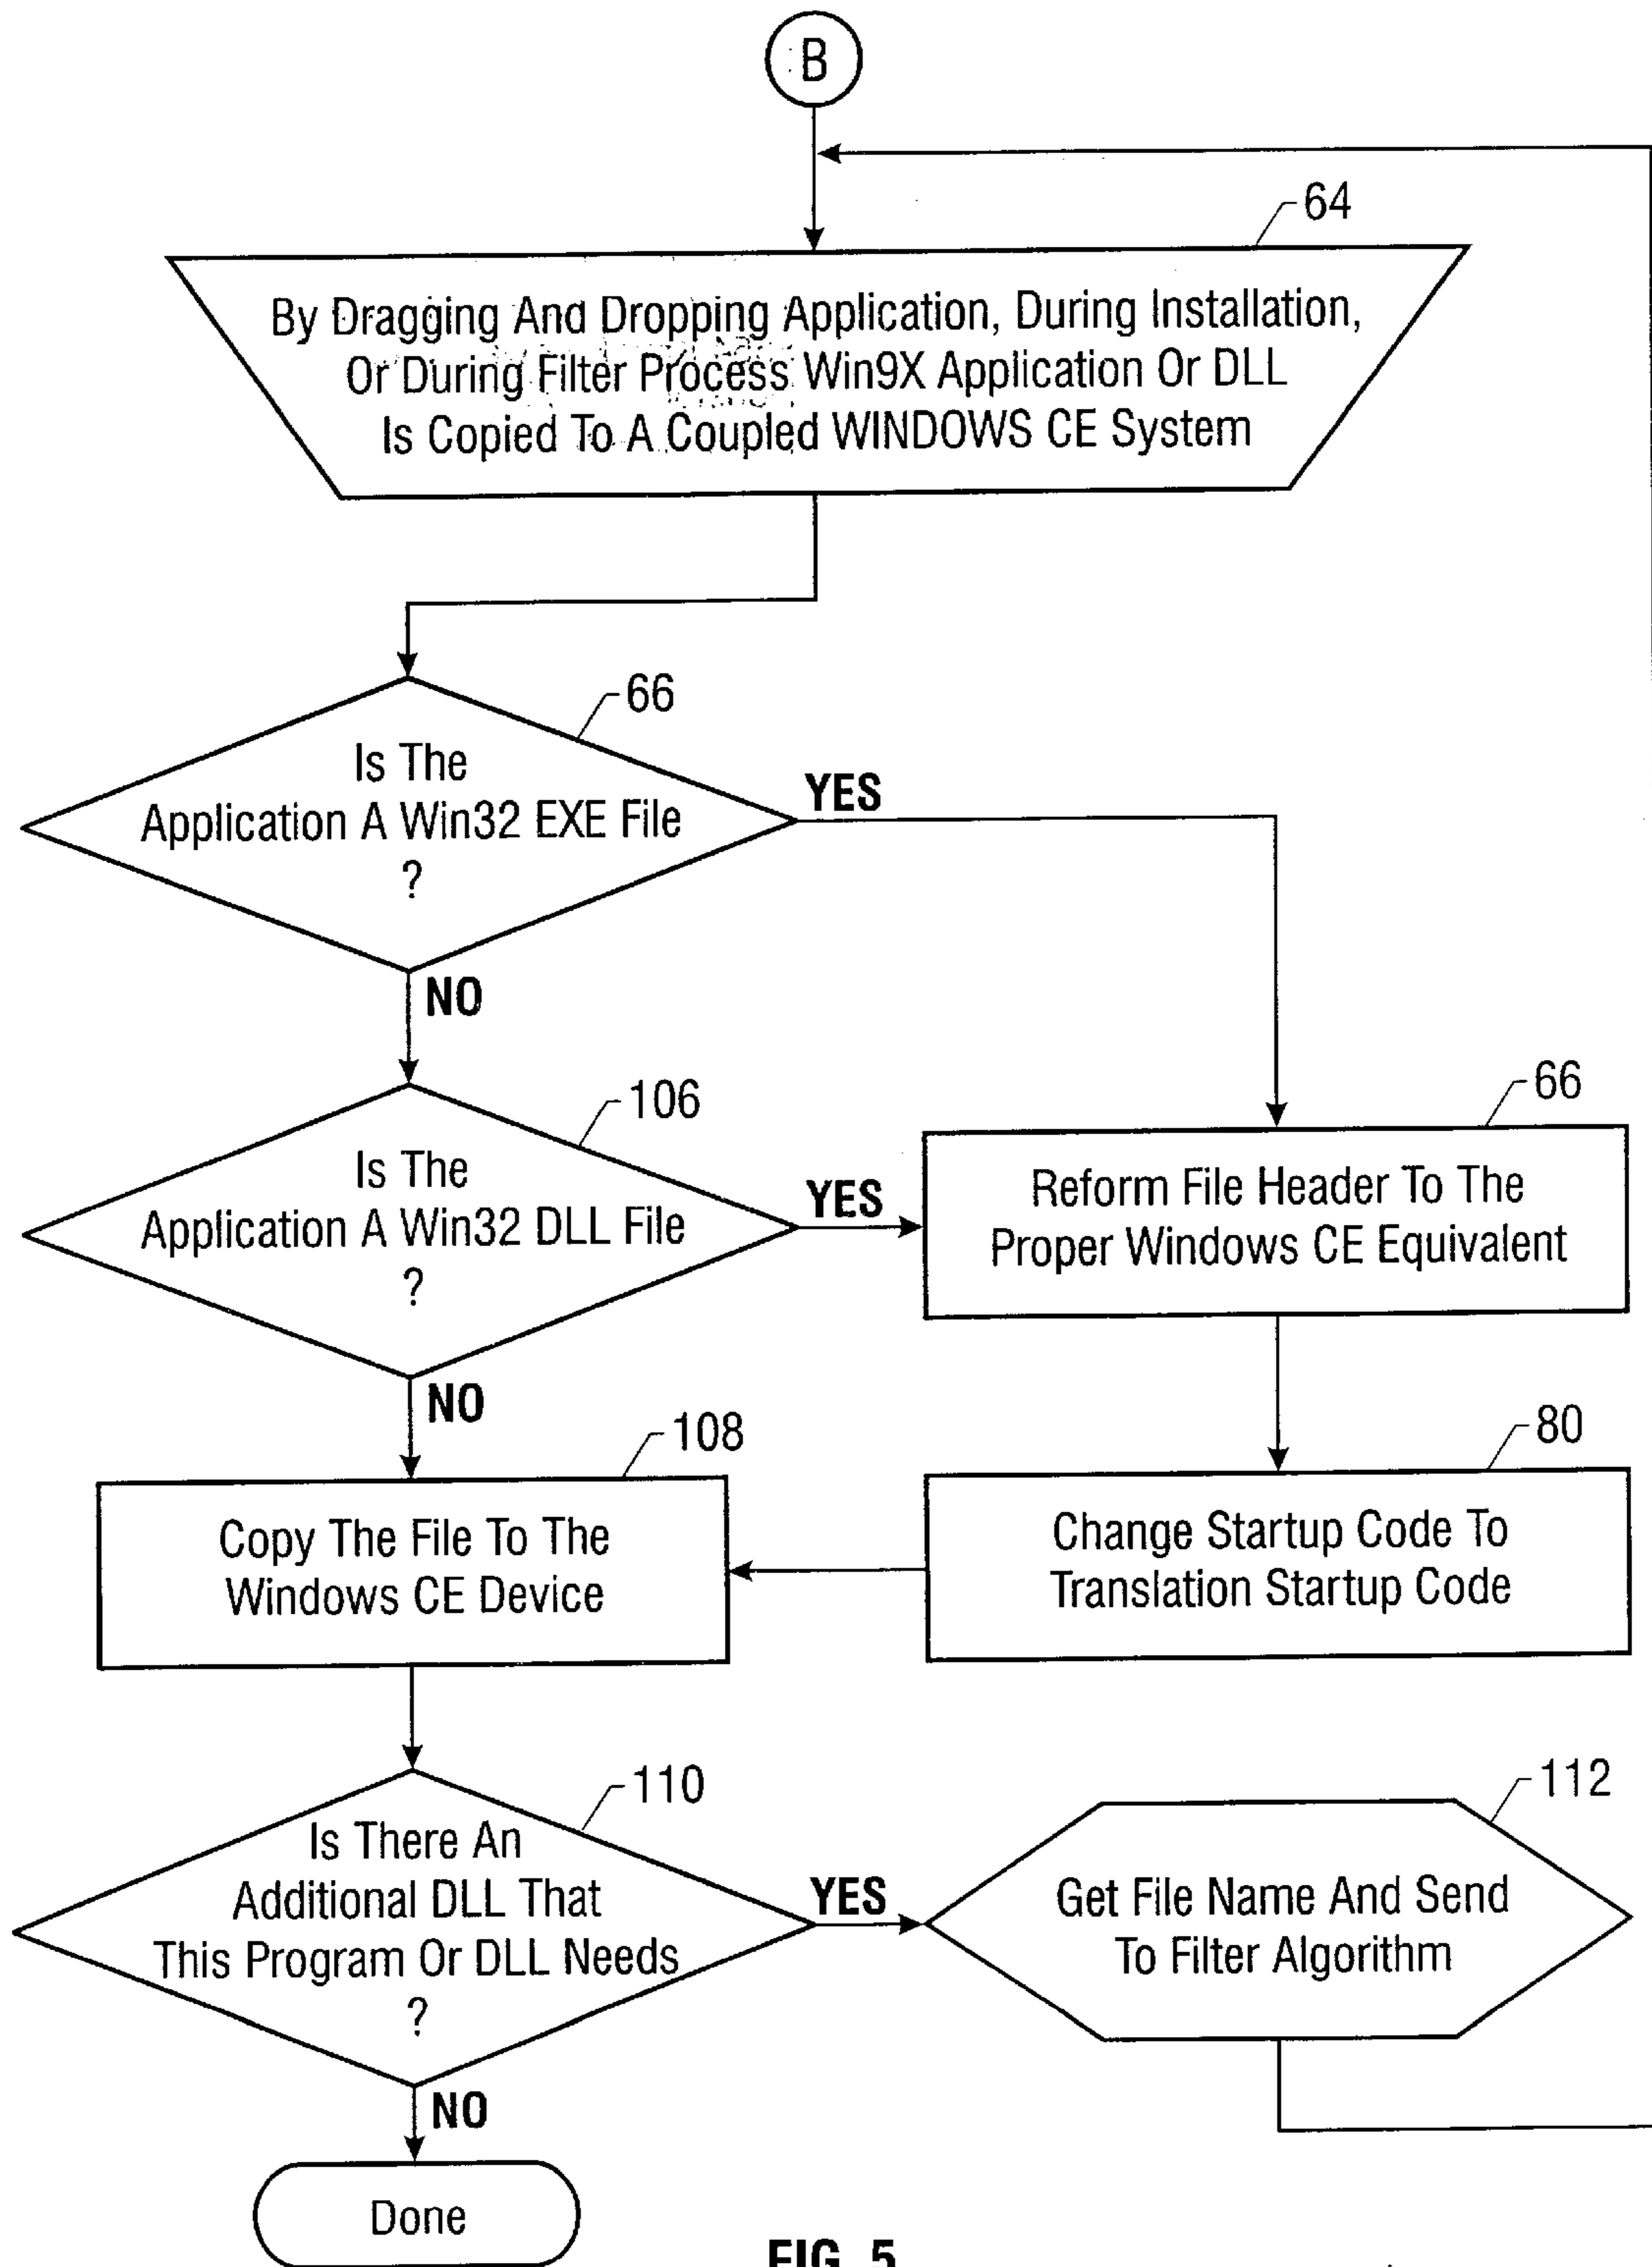 B
64
By Dragging And Dropping Application, During Installation,
Or During Filter Process Win9X Application Or DLL
Is Copied To A Coupled WINDOWS CE System
66
Is The
Application A Win32 EXE File
?
YES
NO
106
Is The
Application A Win32 DLL File
?
YES
NO
66
Reform File Header To The
Proper Windows CE Equivalent
80
Change Startup Code To
Translation Startup Code
108
Copy The File To The
Windows CE Device
110
Is There An
Additional DLL That
This Program Or DLL Needs
?
YES
NO
112
Get File Name And Send
To Filter Algorithm
Done
FIG. 5